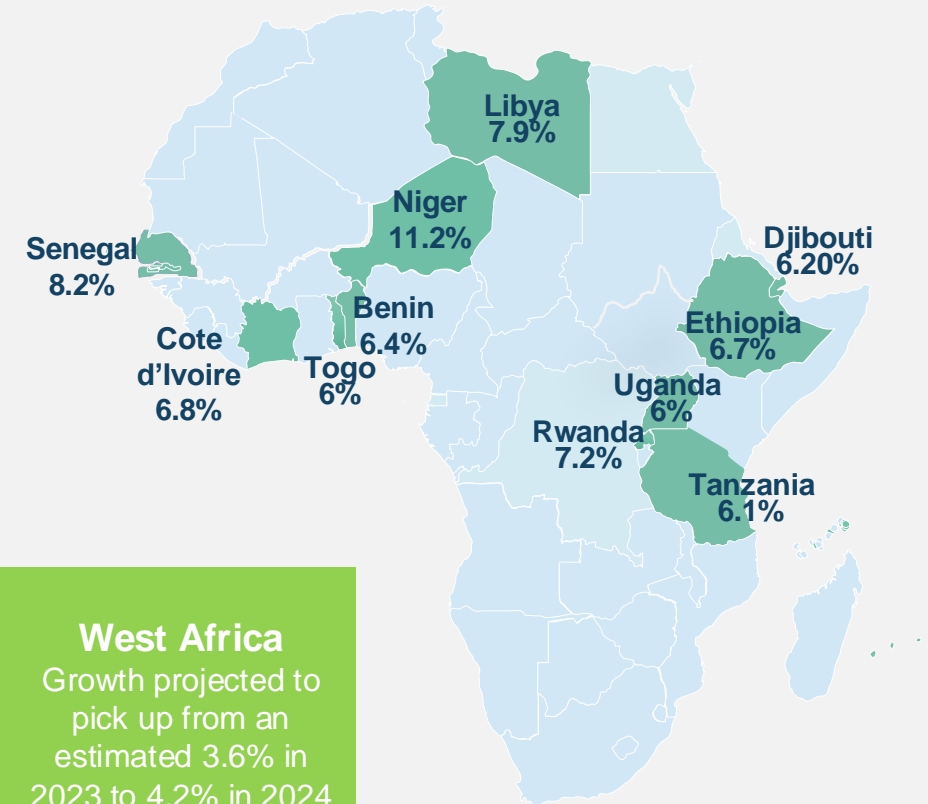 Libya
7.9%
Niger
11.2%
Senegal
8.2%
Djibouti
6.20%
Benin
6.4%
Ethiopia
6.7%
Cote
d’Ivoire
6.8%
Togo
6%
Uganda
6%
Rwanda
7.2%
Tanzania
6.1%
West Africa
Growth projected to
pick up from an
estimated 3.6% in
2023 to 4.2% in 2024